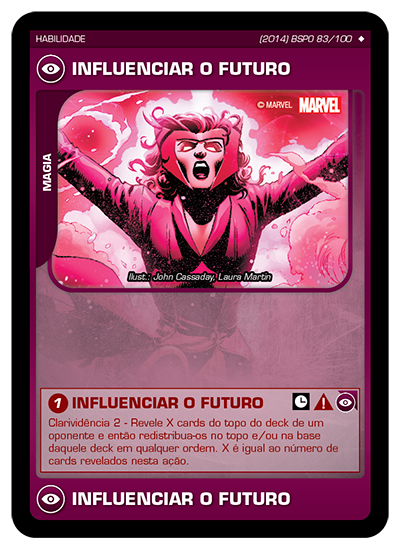 HABILIDADE
(2014) BSPO 83/100 ◆
INFLUENCIAR O FUTURO
© MARVEL MARVEL
MAGIA
Ilust.: John Cassaday, Laura Martin
1 INFLUENCIAR O FUTURO
Clarividência 2 - Revele X cards do topo do deck de um
oponente e então redistribua-os no topo e/ou na base
daquele deck em qualquer ordem. X é igual ao número de
cards revelados nesta ação.
INFLUENCIAR O FUTURO